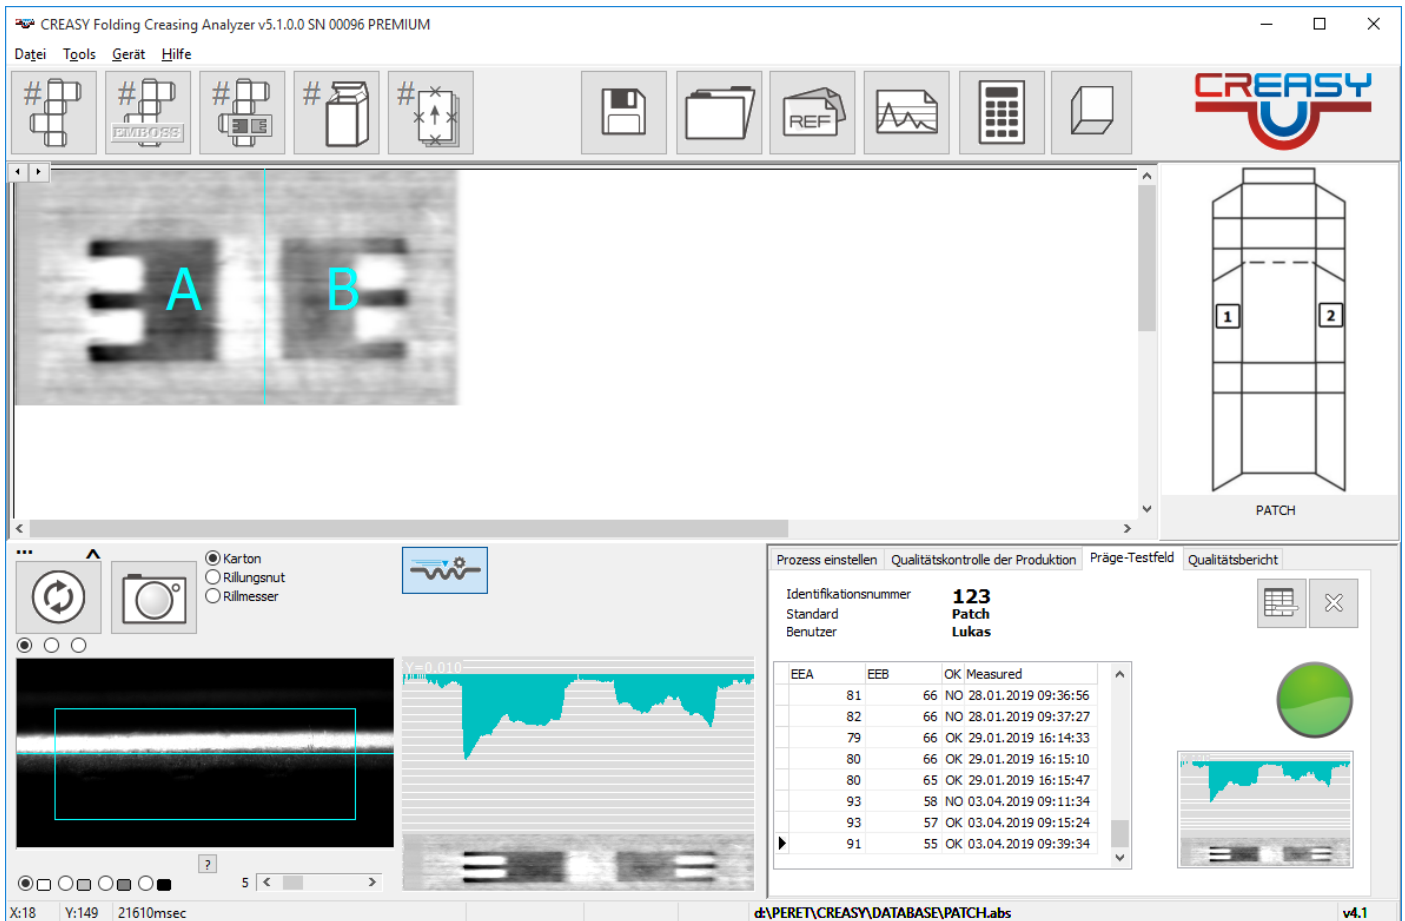 CREASY Folding Creasing Analyzer v5.1.0.0 SN 00096 PREMIUM
Datei Tools Gerät Hilfe
# # # # #
EMBOSS
REF
CREASY
A B
1 2
PATCH
Karton
Rillungsnut
Rillmesser
Y=0.010
?
5
Prozess einstellen Qualitätskontrolle der Produktion Präge-Testfeld Qualitätsbericht
Identifikationsnummer 123
Standard Patch
Benutzer Lukas
EEA EEB OK Measured
81 66 NO 28.01.2019 09:36:56
82 66 NO 28.01.2019 09:37:27
79 66 OK 29.01.2019 16:14:33
80 66 OK 29.01.2019 16:15:10
80 65 OK 29.01.2019 16:15:47
93 58 NO 03.04.2019 09:11:34
93 57 OK 03.04.2019 09:15:24
91 55 OK 03.04.2019 09:39:34
X:18 Y:149 21610msec d:\PERET\CREASY\DATABASE\PATCH.abs v4.1